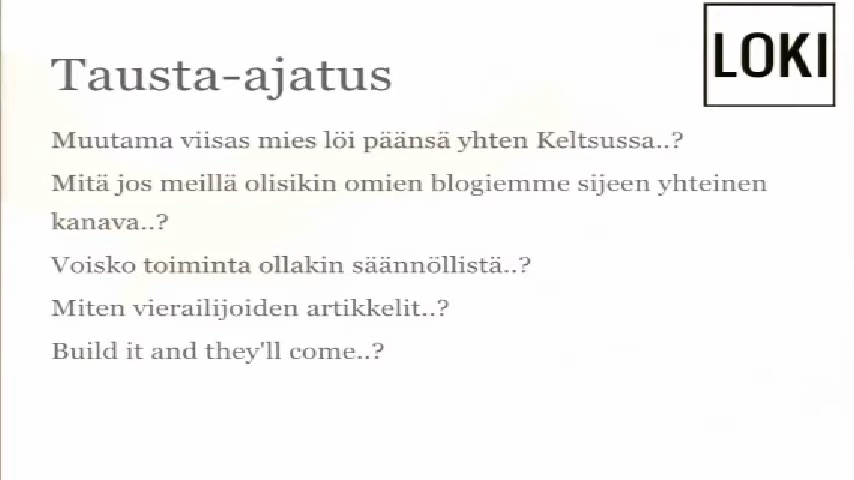 LOKI
Tausta-ajatus
Muutama viisas mies löi päänsä yhten Keltsussa..?
Mitä jos meillä olisikin omien blogiemme sijeen yhteinen
kanava..?
Voisko toiminta ollakin säännöllistä..?
Miten vierailijoiden artikkelit..?
Build it and they'll come..?